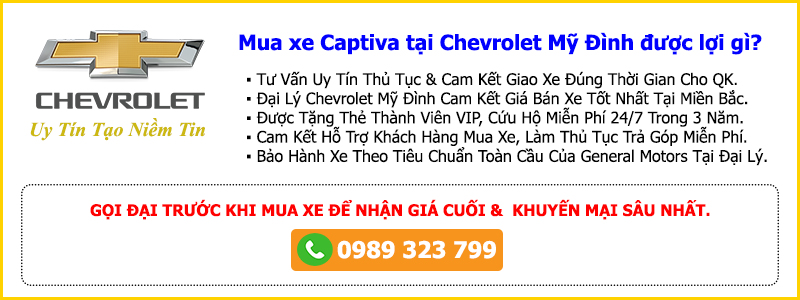 Mua xe Captiva tại Chevrolet Mỹ Đình được lợi gì?
CHEVROLET
Uy Tín Tạo Niềm Tin
▪ Tư Vấn Uy Tín Thủ Tục & Cam Kết Giao Xe Đúng Thời Gian Cho QK.
▪ Đại Lý Chevrolet Mỹ Đình Cam Kết Giá Bán Xe Tốt Nhất Tại Miền Bắc.
▪ Được Tặng Thẻ Thành Viên VIP, Cứu Hộ Miễn Phí 24/7 Trong 3 Năm.
▪ Cam Kết Hỗ Trợ Khách Hàng Mua Xe, Làm Thủ Tục Trả Góp Miễn Phí.
▪ Bảo Hành Xe Theo Tiêu Chuẩn Toàn Cầu Của General Motors Tại Đại Lý.
GỌI ĐẠI TRƯỚC KHI MUA XE ĐỂ NHẬN GIÁ CUỐI & KHUYẾN MẠI SÂU NHẤT.
0989 323 799